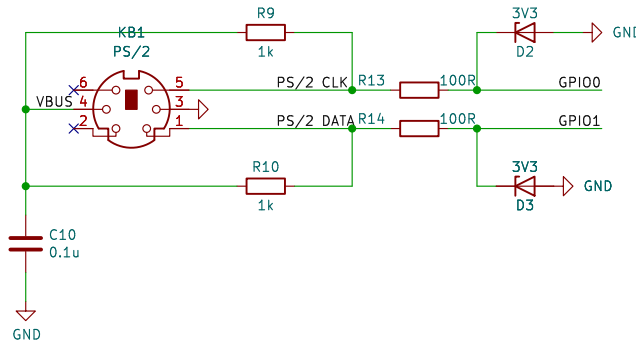 KB1
PS/2
R9
1k
3V3
D2
GND
6
5
PS/2 CLK
R13
100R
GPIO0
VBUS
4
3
2
1
PS/2 DATA
R14
100R
GPIO1
R10
1k
3V3
D3
GND
C10
0.1u
GND